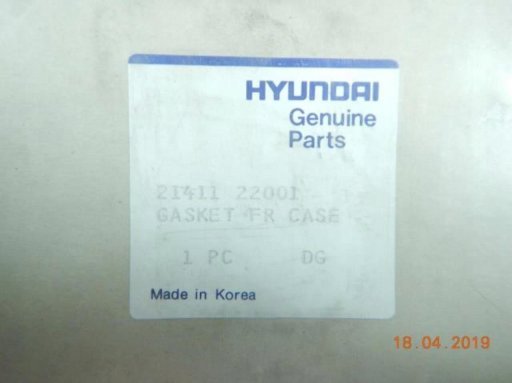 HYUNDAI
Genuine
Parts
21411 22001
GASKET FR CASE
1 PC DG
Made in Korea
18.04.2019